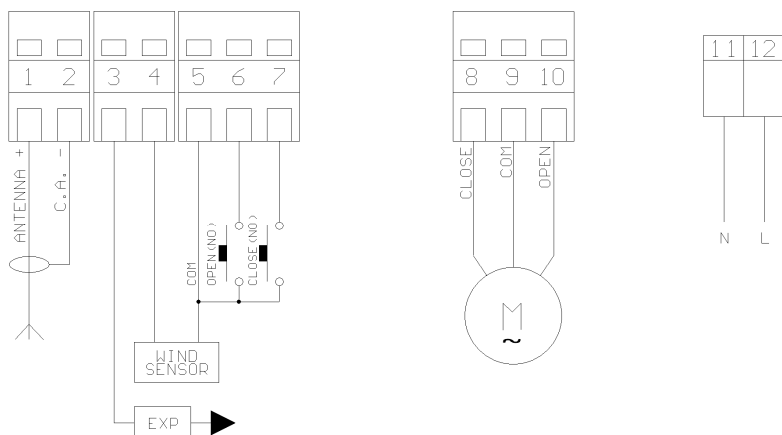 1 2 3 4 5 6 7
8 9 10
11 12
ANTENNA +
C.A. -
COM
OPEN(NO)
CLOSE(NO)
CLOSE
COM
OPEN
N L
M
~
WIND
SENSOR
EXP